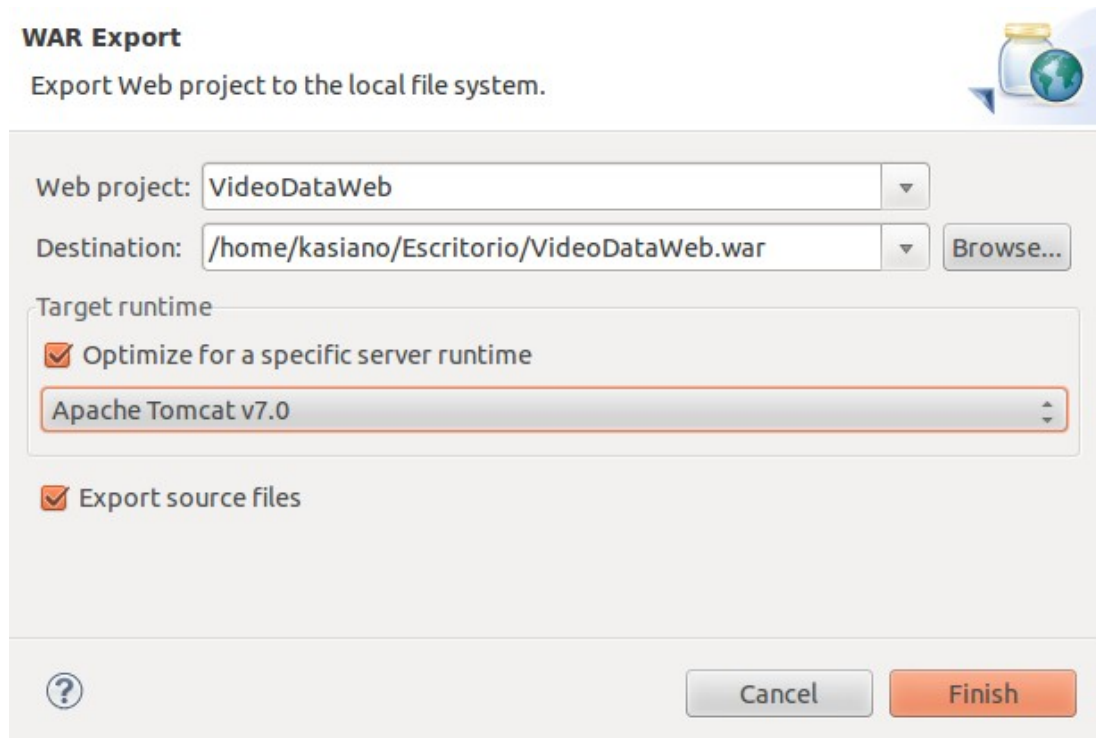 WAR Export
Export Web project to the local file system.
Web project: VideoDataWeb
Destination: /home/kasiano/Escritorio/VideoDataWeb.war Browse...
Target runtime
Optimize for a specific server runtime
Apache Tomcat v7.0
Export source files
? Cancel Finish